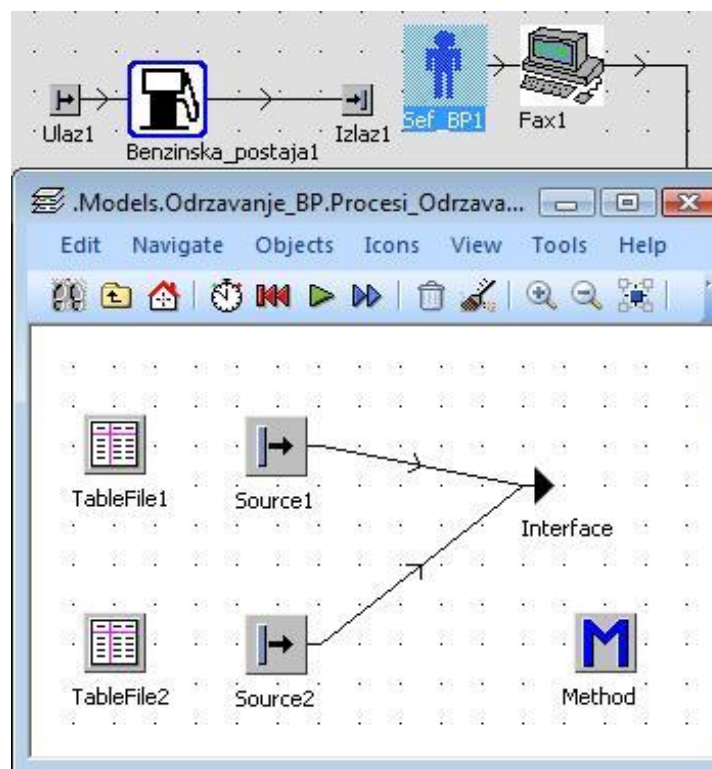 Ulaz1
Benzinska_postaja1
Izlaz1
Sef_BP1
Fax1
.Models.Odrzavanje_BP.Procesi_Odrzava...
Edit Navigate Objects Icons View Tools Help
TableFile1
Source1
Interface
TableFile2
Source2
M
Method